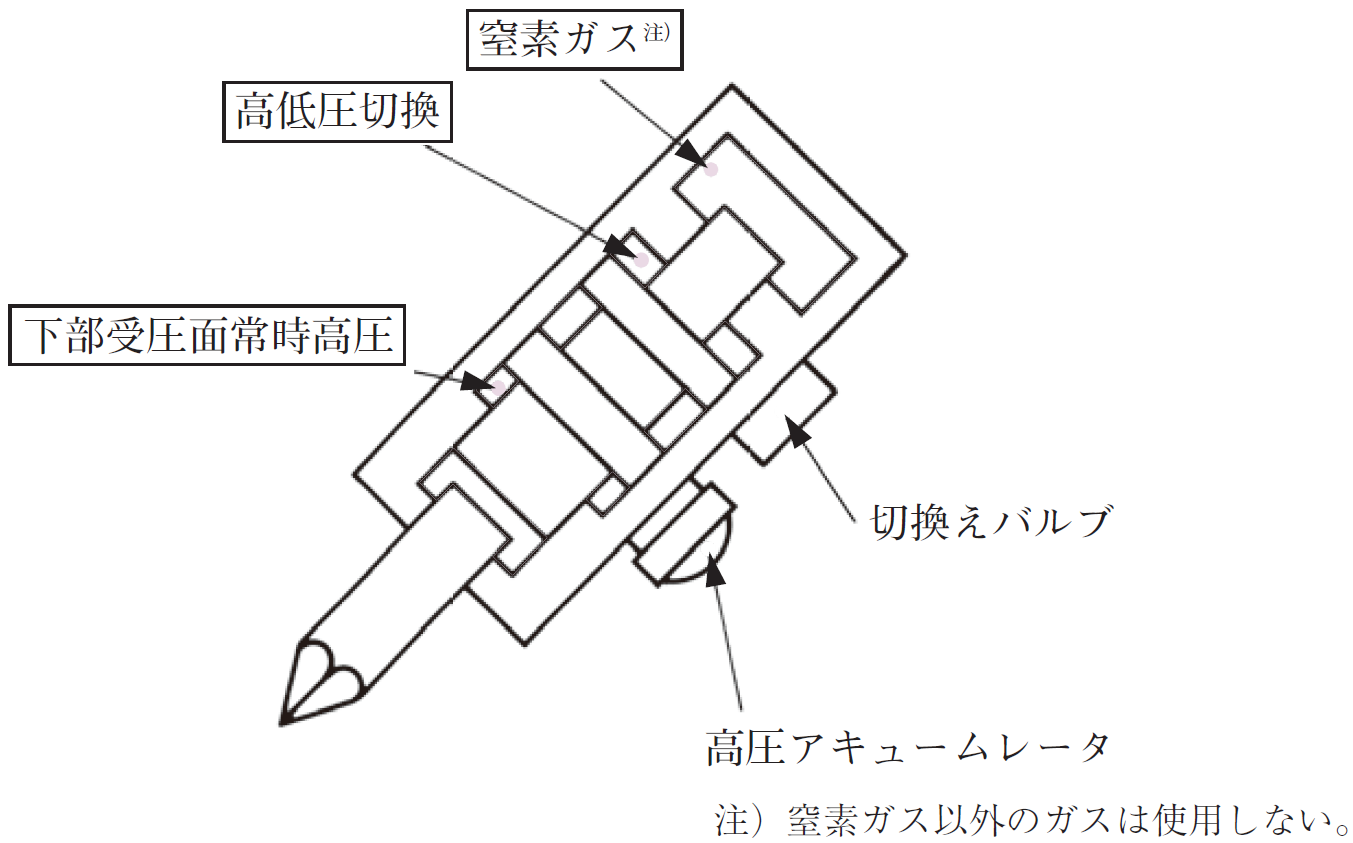 窒素ガス注)
高低圧切換
下部受圧面常時高圧
切換えバルブ
高圧アキュームレータ
注）窒素ガス以外のガスは使用しない。